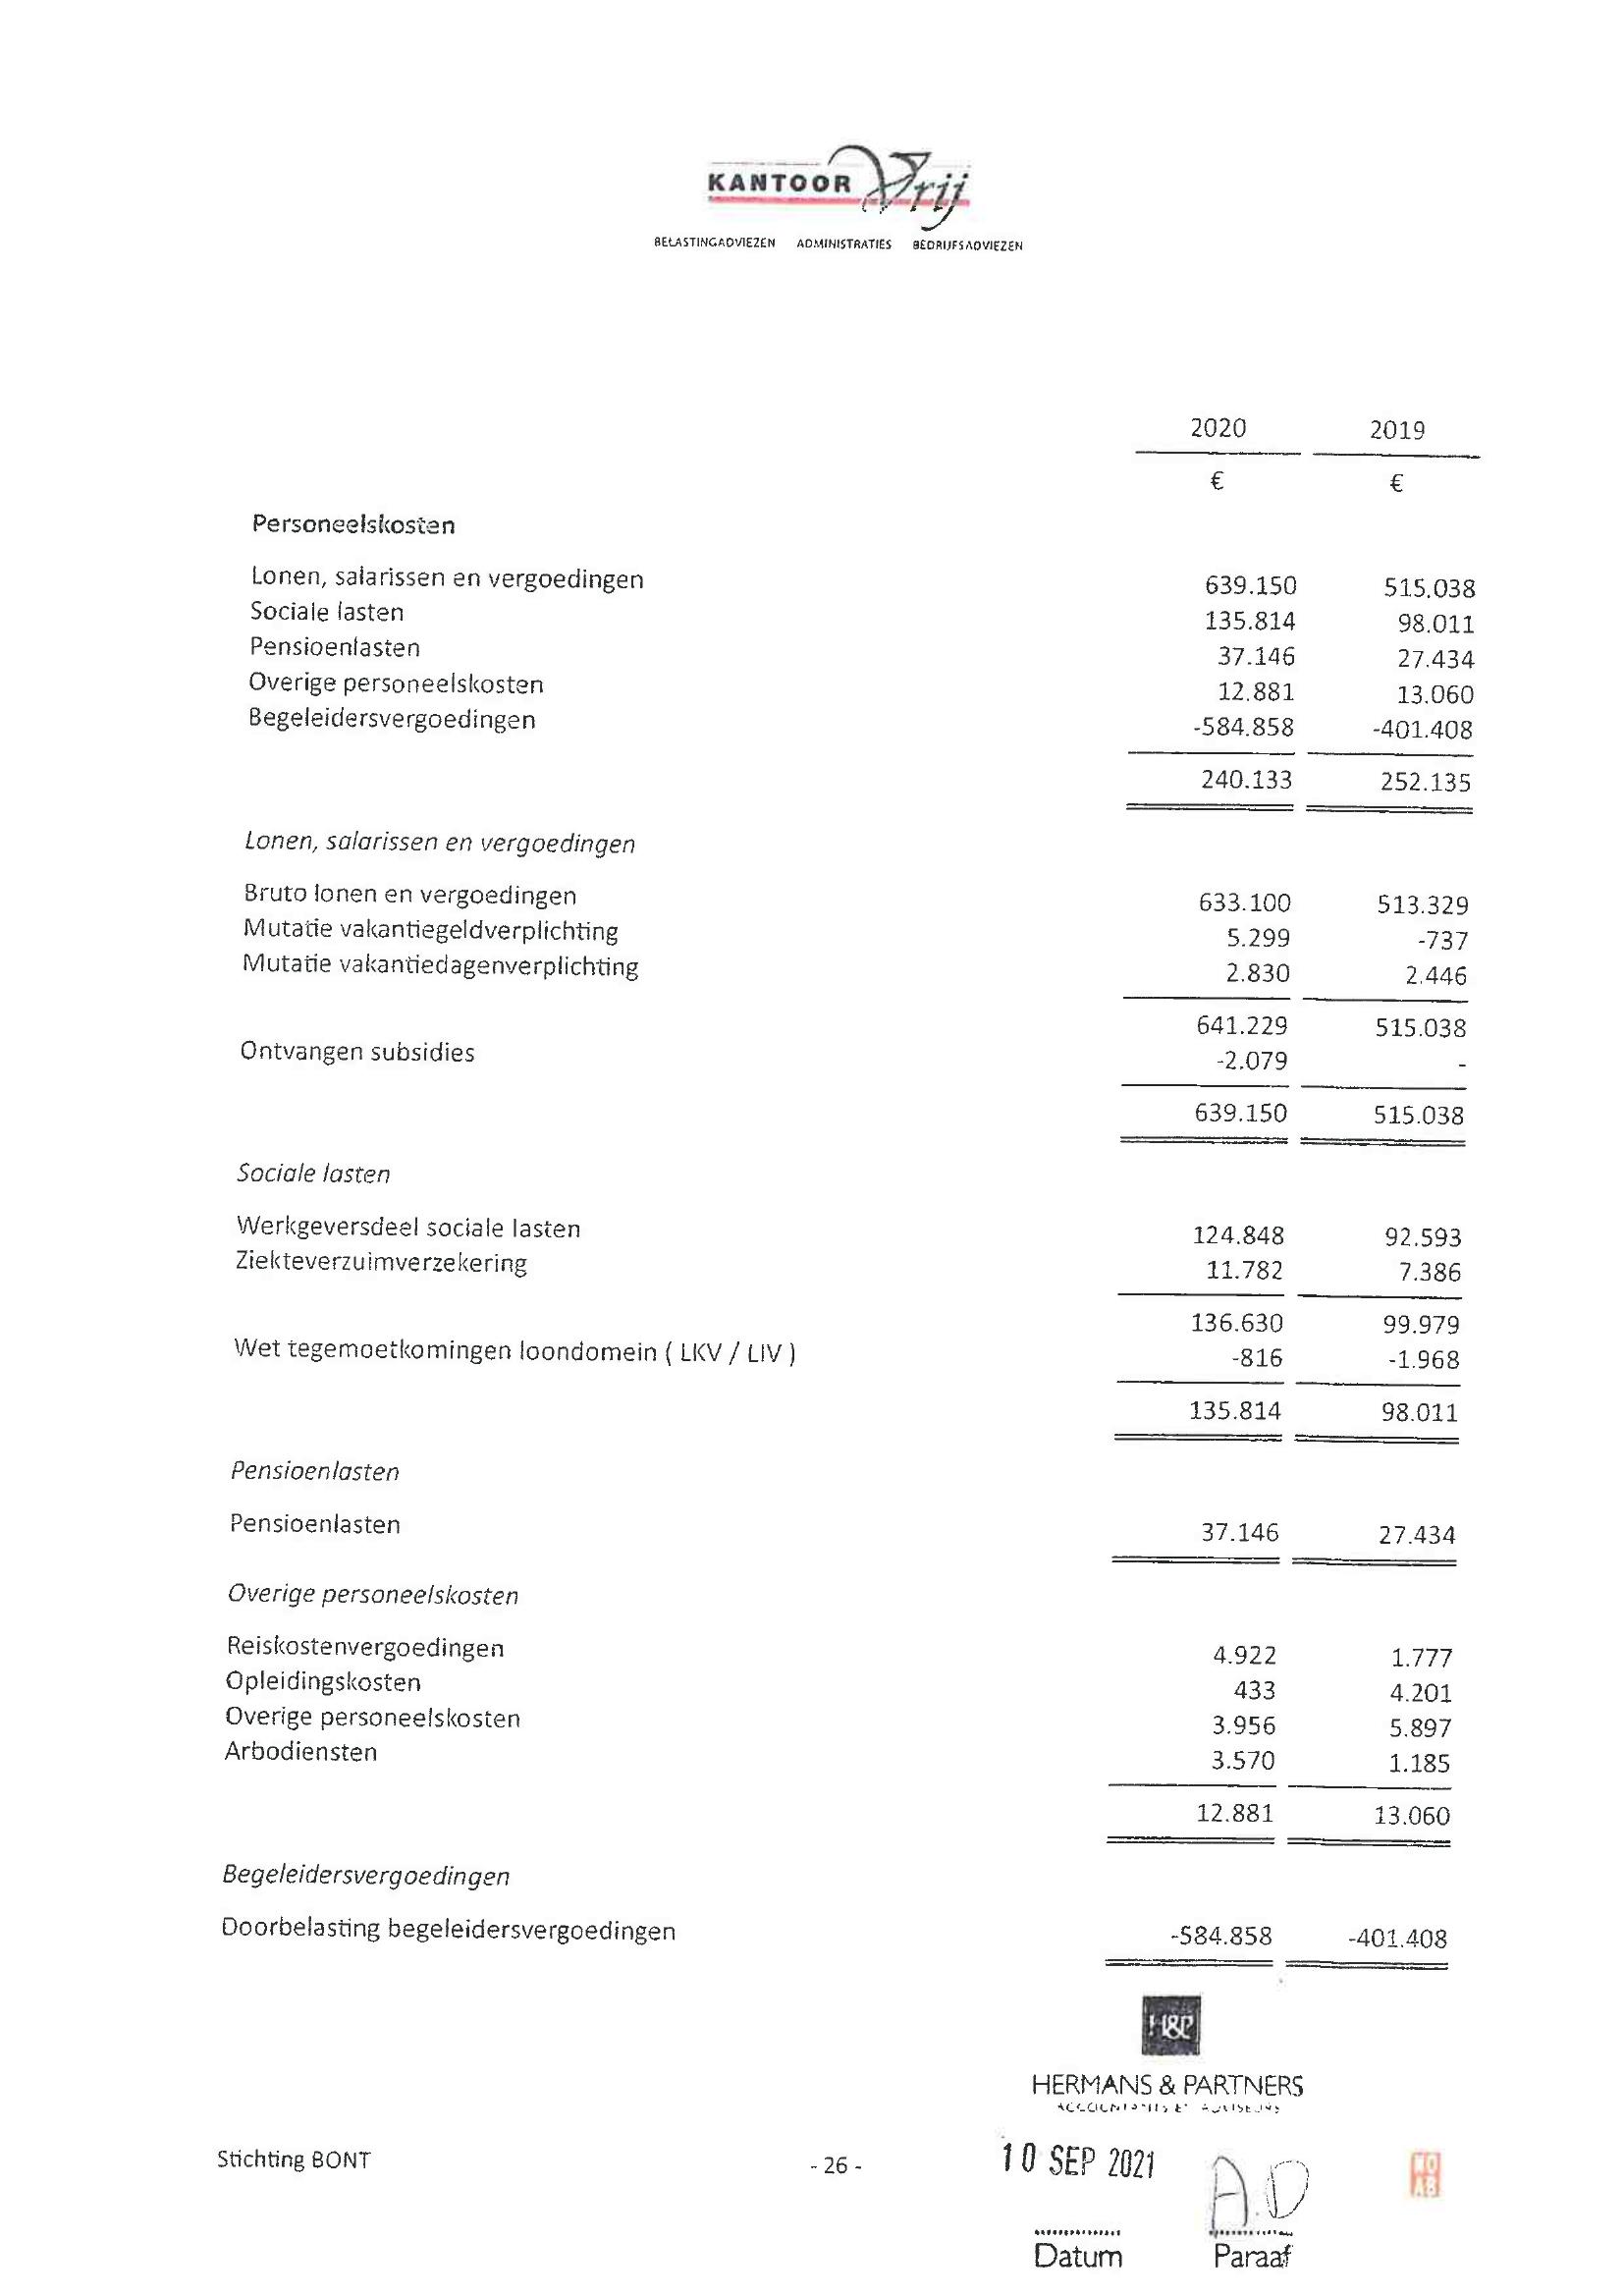 KANTOOR Vrij
BELASTINGADVIEZEN ADMINISTRATIES BEDRIJFSADVIEZEN
2020 2019
€ €
Personeelskosten
Lonen, salarissen en vergoedingen 639.150 515.038
Sociale lasten 135.814 98.011
Pensioenlasten 37.146 27.434
Overige personeelskosten 12.881 13.060
Begeleidersvergoedingen -584.858 -401.408
240.133 252.135
Lonen, salarissen en vergoedingen
Bruto lonen en vergoedingen 633.100 513.329
Mutatie vakantiegeldverplichting 5.299 -737
Mutatie vakantiedagenverplichting 2.830 2.446
641.229 515.038
Ontvangen subsidies -2.079 -
639.150 515.038
Sociale lasten
Werkgeversdeel sociale lasten 124.848 92.593
Ziekteverzuimverzekering 11.782 7.386
136.630 99.979
Wet tegemoetkomingen loondomein ( LKV / LIV ) -816 -1.968
135.814 98.011
Pensioenlasten
Pensioenlasten 37.146 27.434
Overige personeelskosten
Reiskostenvergoedingen 4.922 1.777
Opleidingskosten 433 4.201
Overige personeelskosten 3.956 5.897
Arbodiensten 3.570 1.185
12.881 13.060
Begeleidersvergoedingen
Doorbelasting begeleidersvergoedingen -584.858 -401.408
H&P
HERMANS & PARTNERS
ACCOUNTANTS EN ADVISEURS
Stichting BONT - 26 - 10 SEP 2021 A.D NO
AB
Datum Paraaf